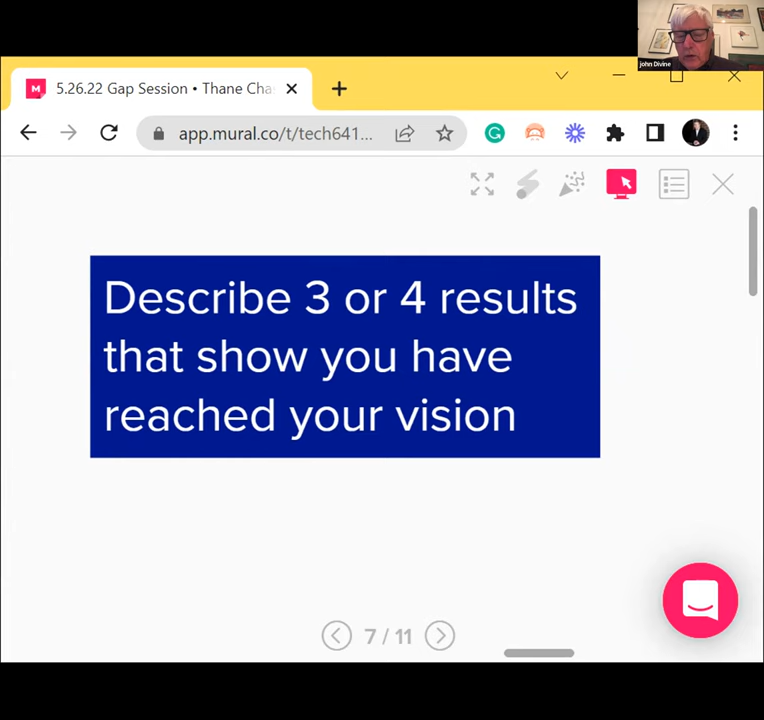 john Divine
M 5.26.22 Gap Session • Thane Cha
app.mural.co/t/tech641...
Describe 3 or 4 results
that show you have
reached your vision
7 / 11